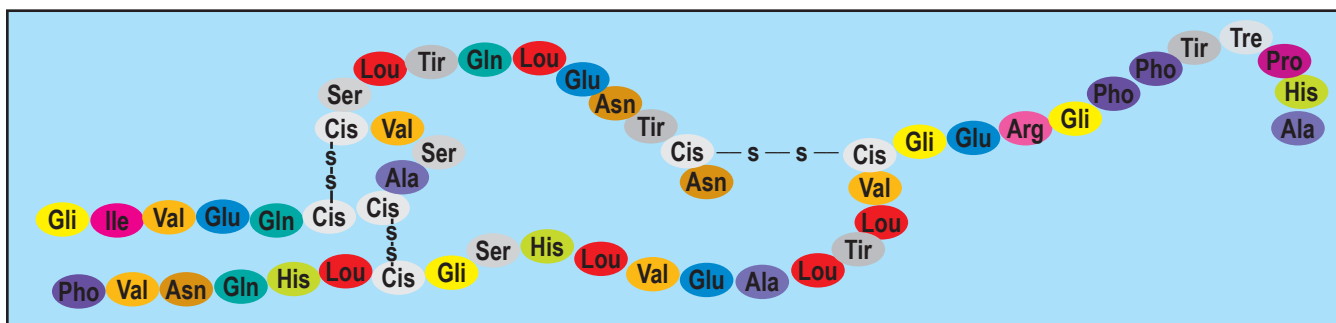 Gli Ile Val Glu Gln Cis Cis Ala Ser Val Cis Ser Lou Tir Gln Lou Glu Asn Tir Cis Asn
s s
s s
s s
Pho Val Asn Gln His Lou Cis Gli Ser His Lou Val Glu Ala Lou Tir Lou Val Cis Gli Glu Arg Gli Pho Pho Tir Tre Pro His Ala